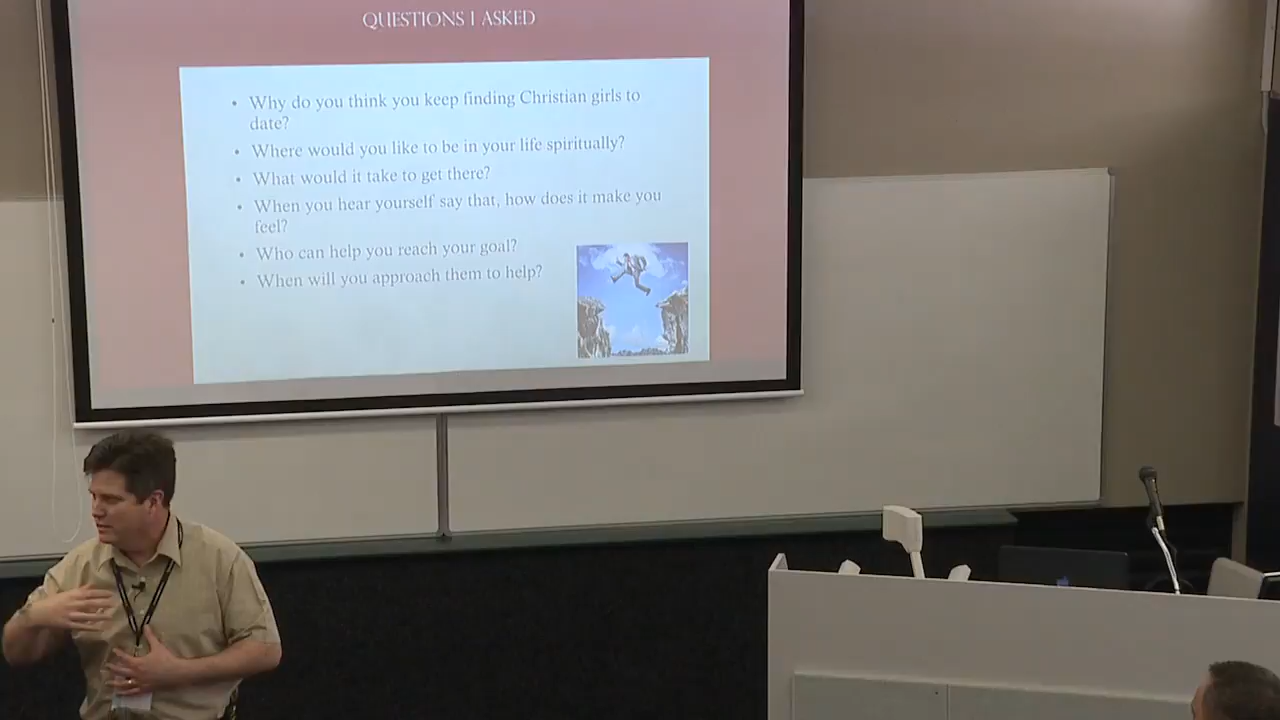 QUESTIONS I ASKED
• Why do you think you keep finding Christian girls to
date?
• Where would you like to be in your life spiritually?
• What would it take to get there?
• When you hear yourself say that, how does it make you
feel?
• Who can help you reach your goal?
• When will you approach them to help?